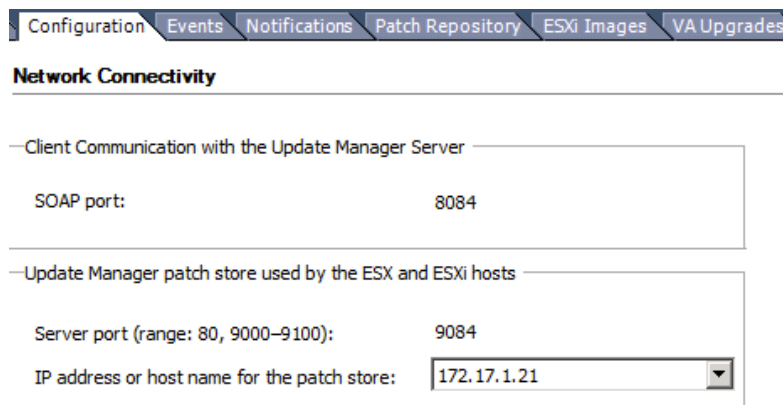 Configuration Events Notifications Patch Repository ESXi Images VA Upgrades
Network Connectivity
Client Communication with the Update Manager Server
SOAP port: 8084
Update Manager patch store used by the ESX and ESXi hosts
Server port (range: 80, 9000–9100): 9084
IP address or host name for the patch store: 172.17.1.21